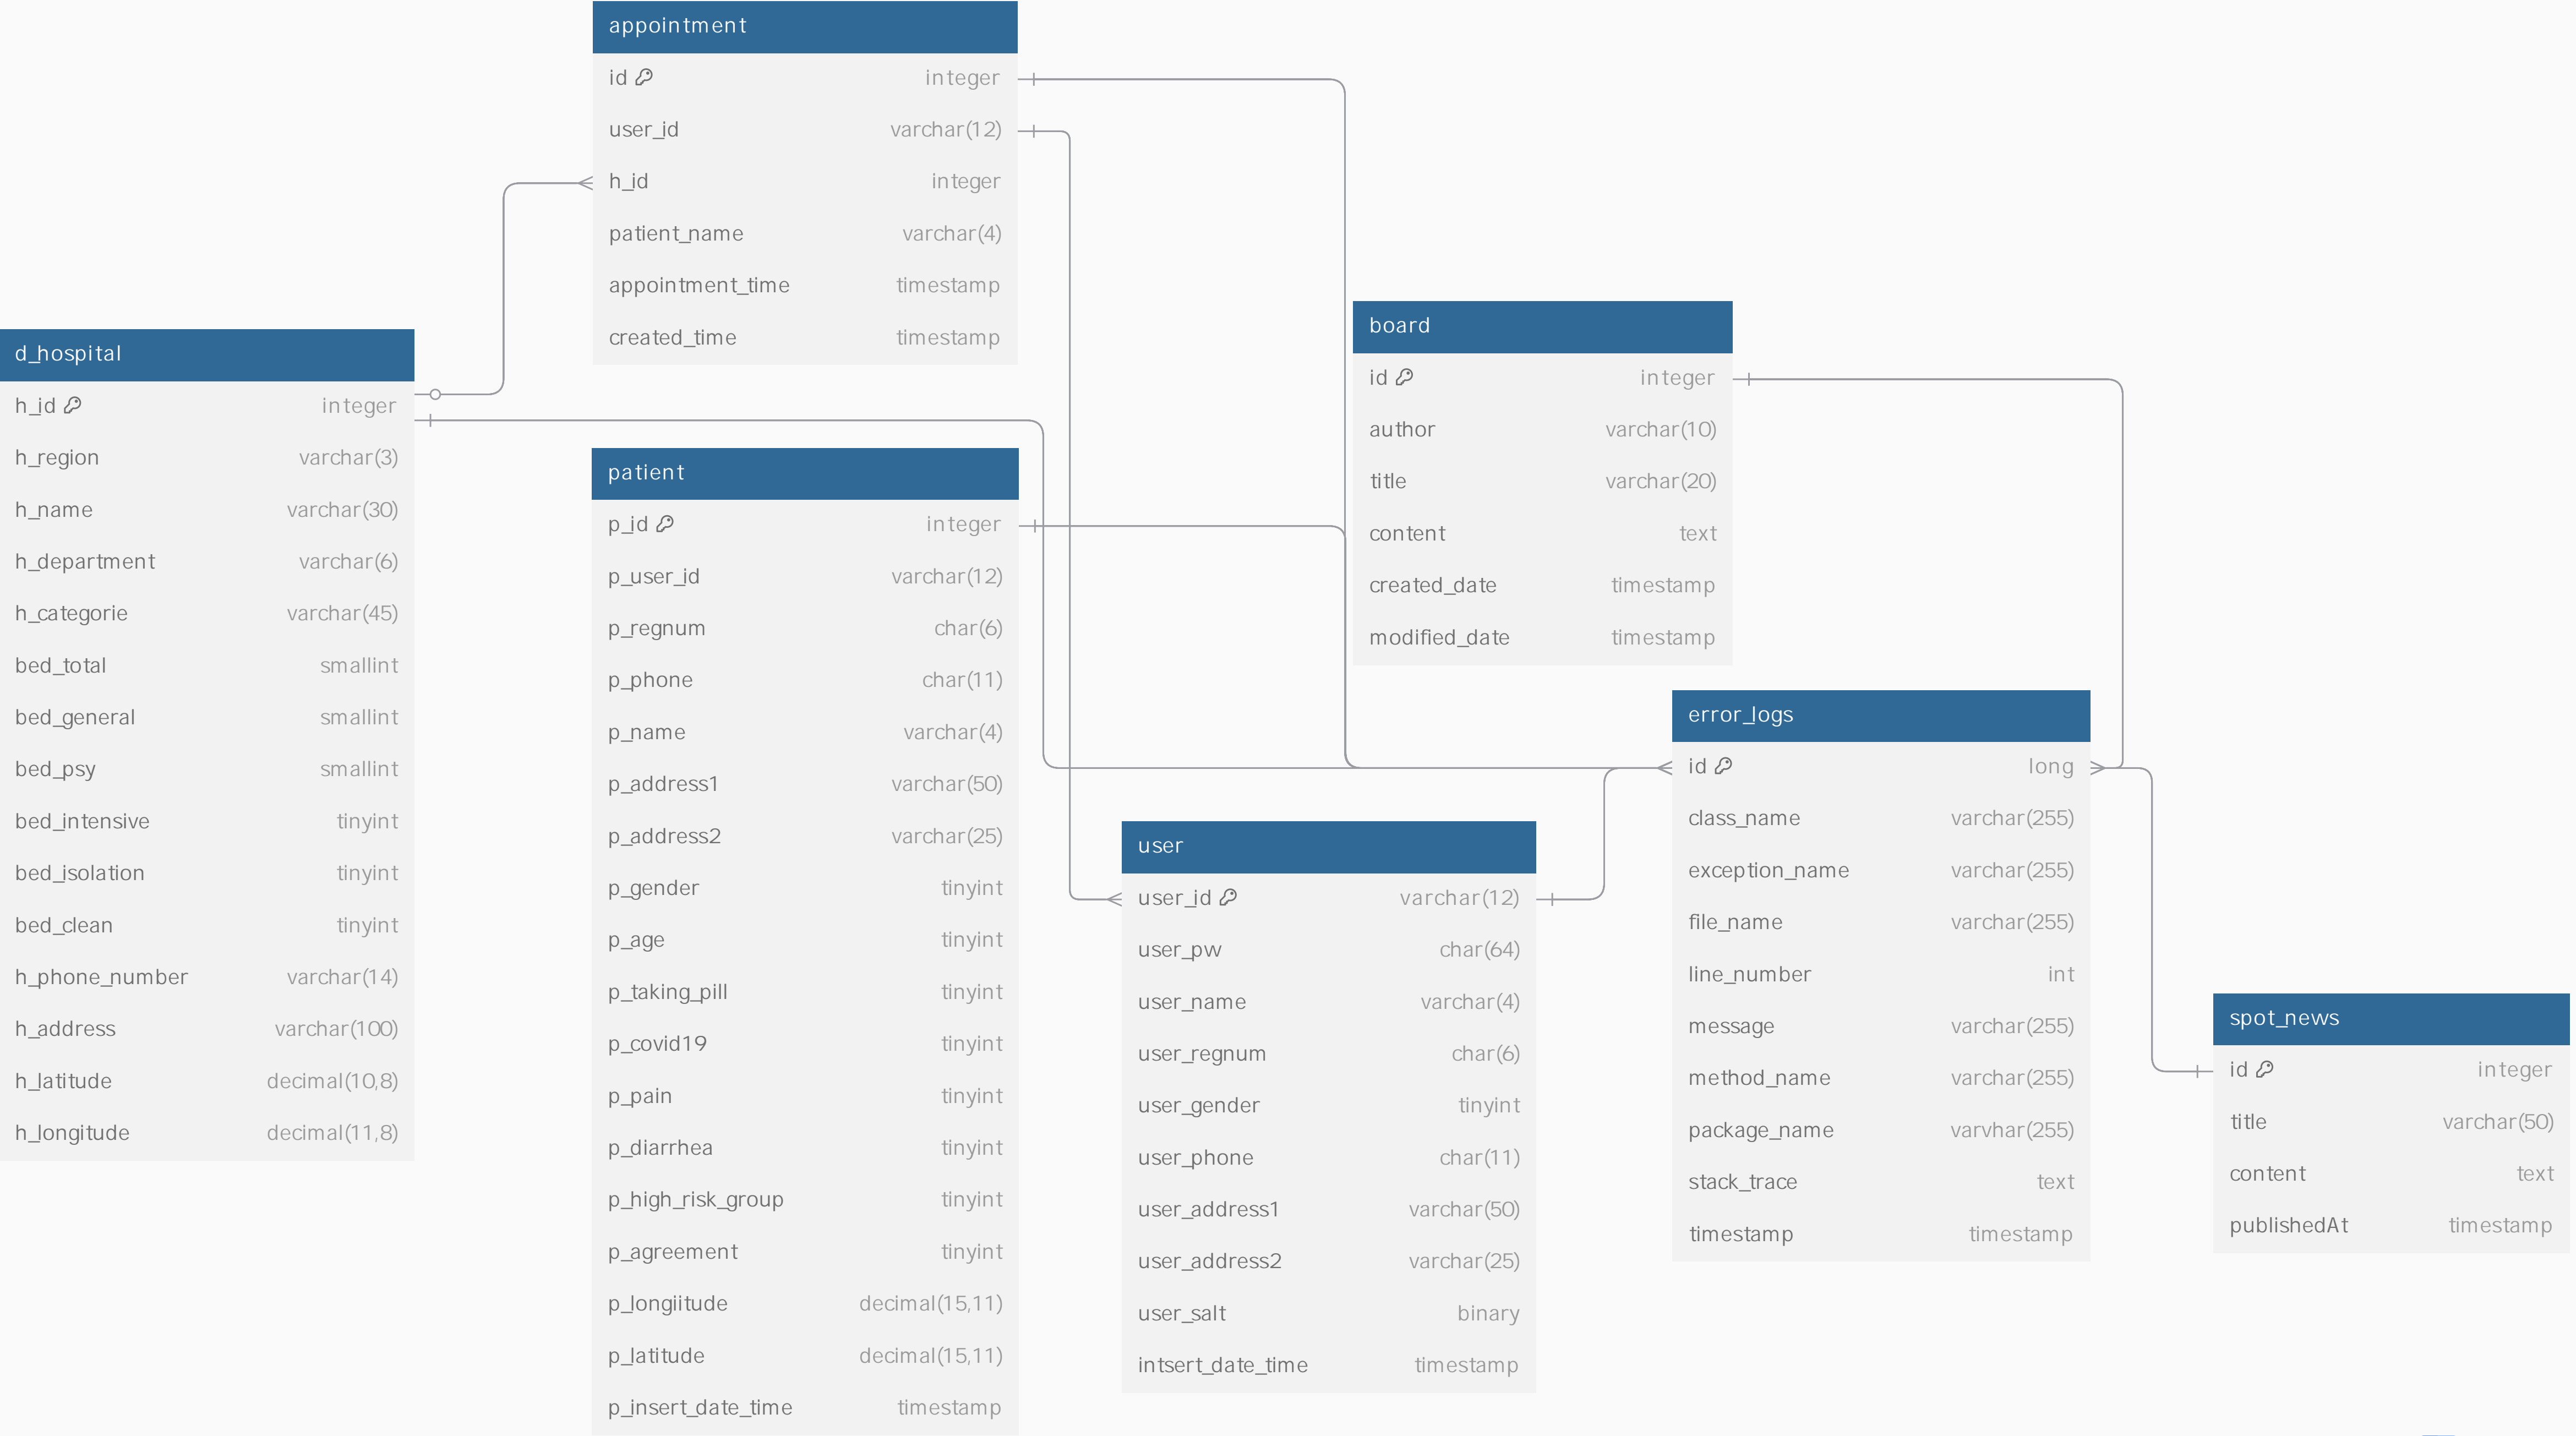 appointment
id integer
user_id varchar(12)
h_id integer
patient_name varchar(4)
appointment_time timestamp
created_time timestamp
d_hospital
h_id integer
h_region varchar(3)
h_name varchar(30)
h_department varchar(6)
h_categorie varchar(45)
bed_total smallint
bed_general smallint
bed_psy smallint
bed_intensive tinyint
bed_isolation tinyint
bed_clean tinyint
h_phone_number varchar(14)
h_address varchar(100)
h_latitude decimal(10,8)
h_longitude decimal(11,8)
patient
p_id integer
p_user_id varchar(12)
p_regnum char(6)
p_phone char(11)
p_name varchar(4)
p_address1 varchar(50)
p_address2 varchar(25)
p_gender tinyint
p_age tinyint
p_taking_pill tinyint
p_covid19 tinyint
p_pain tinyint
p_diarrhea tinyint
p_high_risk_group tinyint
p_agreement tinyint
p_longiitude decimal(15,11)
p_latitude decimal(15,11)
p_insert_date_time timestamp
board
id integer
author varchar(10)
title varchar(20)
content text
created_date timestamp
modified_date timestamp
user
user_id varchar(12)
user_pw char(64)
user_name varchar(4)
user_regnum char(6)
user_gender tinyint
user_phone char(11)
user_address1 varchar(50)
user_address2 varchar(25)
user_salt binary
intsert_date_time timestamp
error_logs
id long
class_name varchar(255)
exception_name varchar(255)
file_name varchar(255)
line_number int
message varchar(255)
method_name varchar(255)
package_name varvhar(255)
stack_trace text
timestamp timestamp
spot_news
id integer
title varchar(50)
content text
publishedAt timestamp